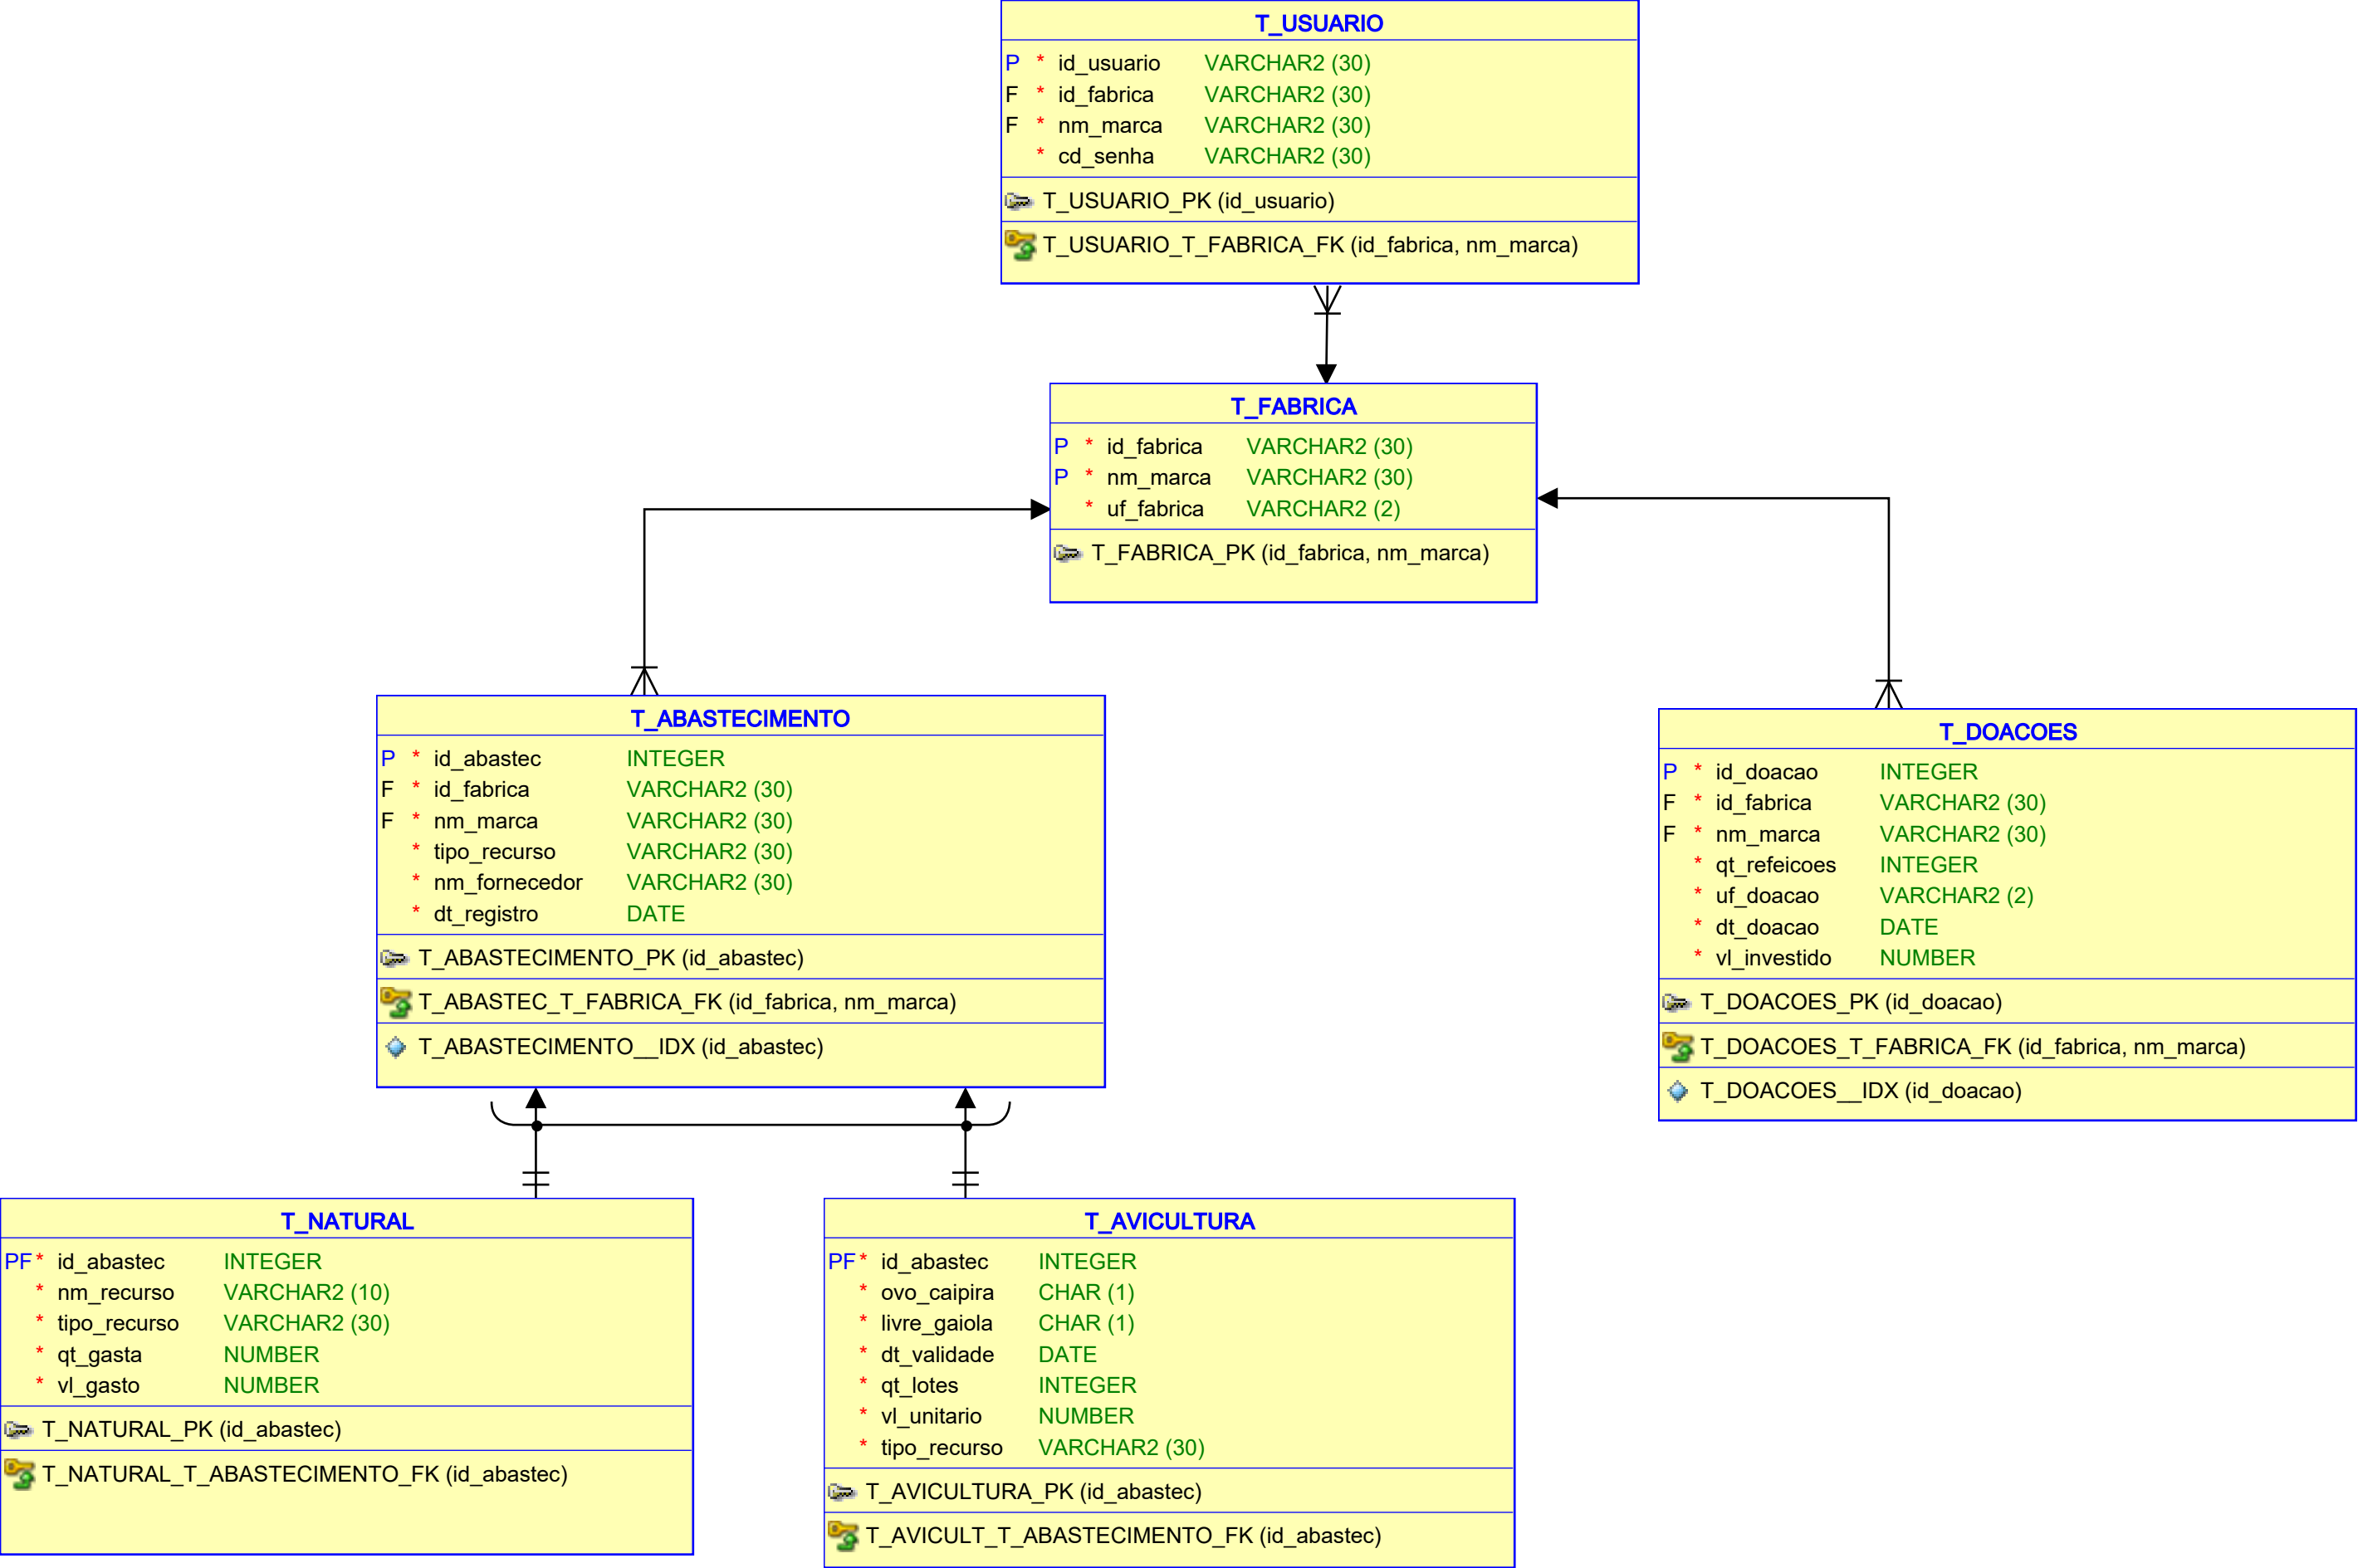 T_USUARIO
P * id_usuario VARCHAR2 (30)
F * id_fabrica VARCHAR2 (30)
F * nm_marca VARCHAR2 (30)
* cd_senha VARCHAR2 (30)
T_USUARIO_PK (id_usuario)
T_USUARIO_T_FABRICA_FK (id_fabrica, nm_marca)
T_FABRICA
P * id_fabrica VARCHAR2 (30)
P * nm_marca VARCHAR2 (30)
* uf_fabrica VARCHAR2 (2)
T_FABRICA_PK (id_fabrica, nm_marca)
T_ABASTECIMENTO
P * id_abastec INTEGER
F * id_fabrica VARCHAR2 (30)
F * nm_marca VARCHAR2 (30)
* tipo_recurso VARCHAR2 (30)
* nm_fornecedor VARCHAR2 (30)
* dt_registro DATE
T_ABASTECIMENTO_PK (id_abastec)
T_ABASTEC_T_FABRICA_FK (id_fabrica, nm_marca)
T_ABASTECIMENTO__IDX (id_abastec)
T_DOACOES
P * id_doacao INTEGER
F * id_fabrica VARCHAR2 (30)
F * nm_marca VARCHAR2 (30)
* qt_refeicoes INTEGER
* uf_doacao VARCHAR2 (2)
* dt_doacao DATE
* vl_investido NUMBER
T_DOACOES_PK (id_doacao)
T_DOACOES_T_FABRICA_FK (id_fabrica, nm_marca)
T_DOACOES__IDX (id_doacao)
T_NATURAL
PF * id_abastec INTEGER
* nm_recurso VARCHAR2 (10)
* tipo_recurso VARCHAR2 (30)
* qt_gasta NUMBER
* vl_gasto NUMBER
T_NATURAL_PK (id_abastec)
T_NATURAL_T_ABASTECIMENTO_FK (id_abastec)
T_AVICULTURA
PF * id_abastec INTEGER
* ovo_caipira CHAR (1)
* livre_gaiola CHAR (1)
* dt_validade DATE
* qt_lotes INTEGER
* vl_unitario NUMBER
* tipo_recurso VARCHAR2 (30)
T_AVICULTURA_PK (id_abastec)
T_AVICULT_T_ABASTECIMENTO_FK (id_abastec)